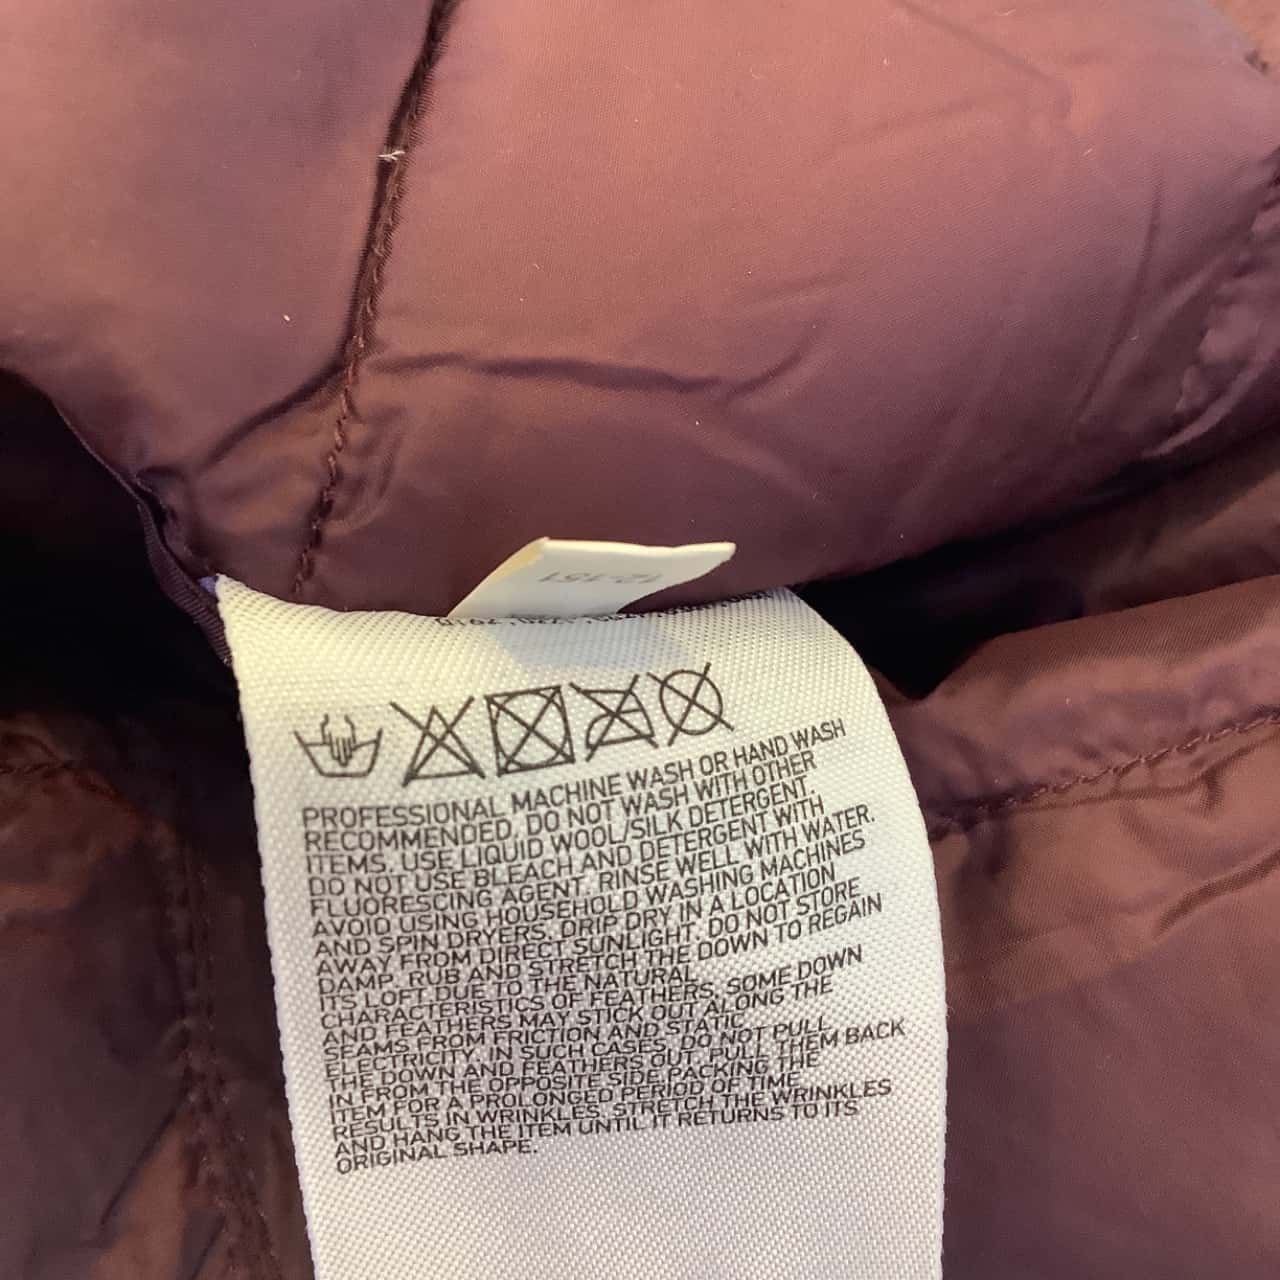 12-151
PROFESSIONAL MACHINE WASH OR HAND WASH
RECOMMENDED. DO NOT WASH WITH OTHER
ITEMS. USE LIQUID WOOL/SILK DETERGENT.
DO NOT USE BLEACH AND DETERGENT WITH
FLUORESCING AGENT. RINSE WELL WITH WATER.
AVOID USING HOUSEHOLD WASHING MACHINES
AND SPIN DRYERS. DRIP DRY IN A LOCATION
AWAY FROM DIRECT SUNLIGHT. DO NOT STORE
DAMP. RUB AND STRETCH THE DOWN TO REGAIN
ITS LOFT.DUE TO THE NATURAL
CHARACTERISTICS OF FEATHERS, SOME DOWN
AND FEATHERS MAY STICK OUT ALONG THE
SEAMS FROM FRICTION AND STATIC
ELECTRICITY. IN SUCH CASES, DO NOT PULL
THE DOWN AND FEATHERS OUT. PULL THEM BACK
IN FROM THE OPPOSITE SIDE.PACKING THE
ITEM FOR A PROLONGED PERIOD OF TIME
RESULTS IN WRINKLES. STRETCH THE WRINKLES
AND HANG THE ITEM UNTIL IT RETURNS TO ITS
ORIGINAL SHAPE.